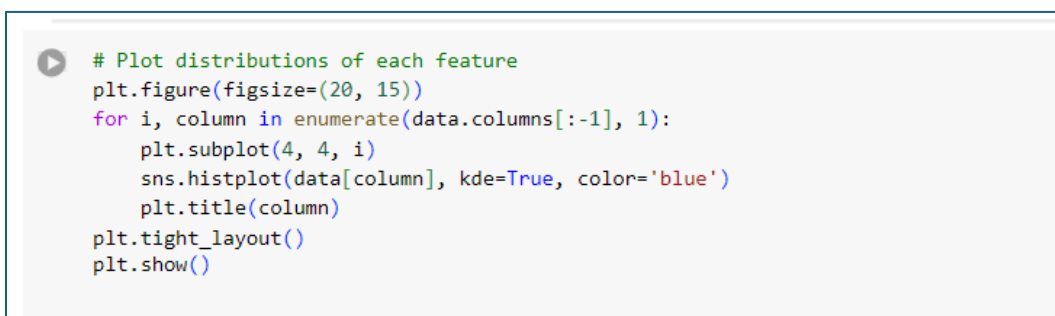 # Plot distributions of each feature
plt.figure(figsize=(20, 15))
for i, column in enumerate(data.columns[:-1], 1):
    plt.subplot(4, 4, i)
    sns.histplot(data[column], kde=True, color='blue')
    plt.title(column)
plt.tight_layout()
plt.show()